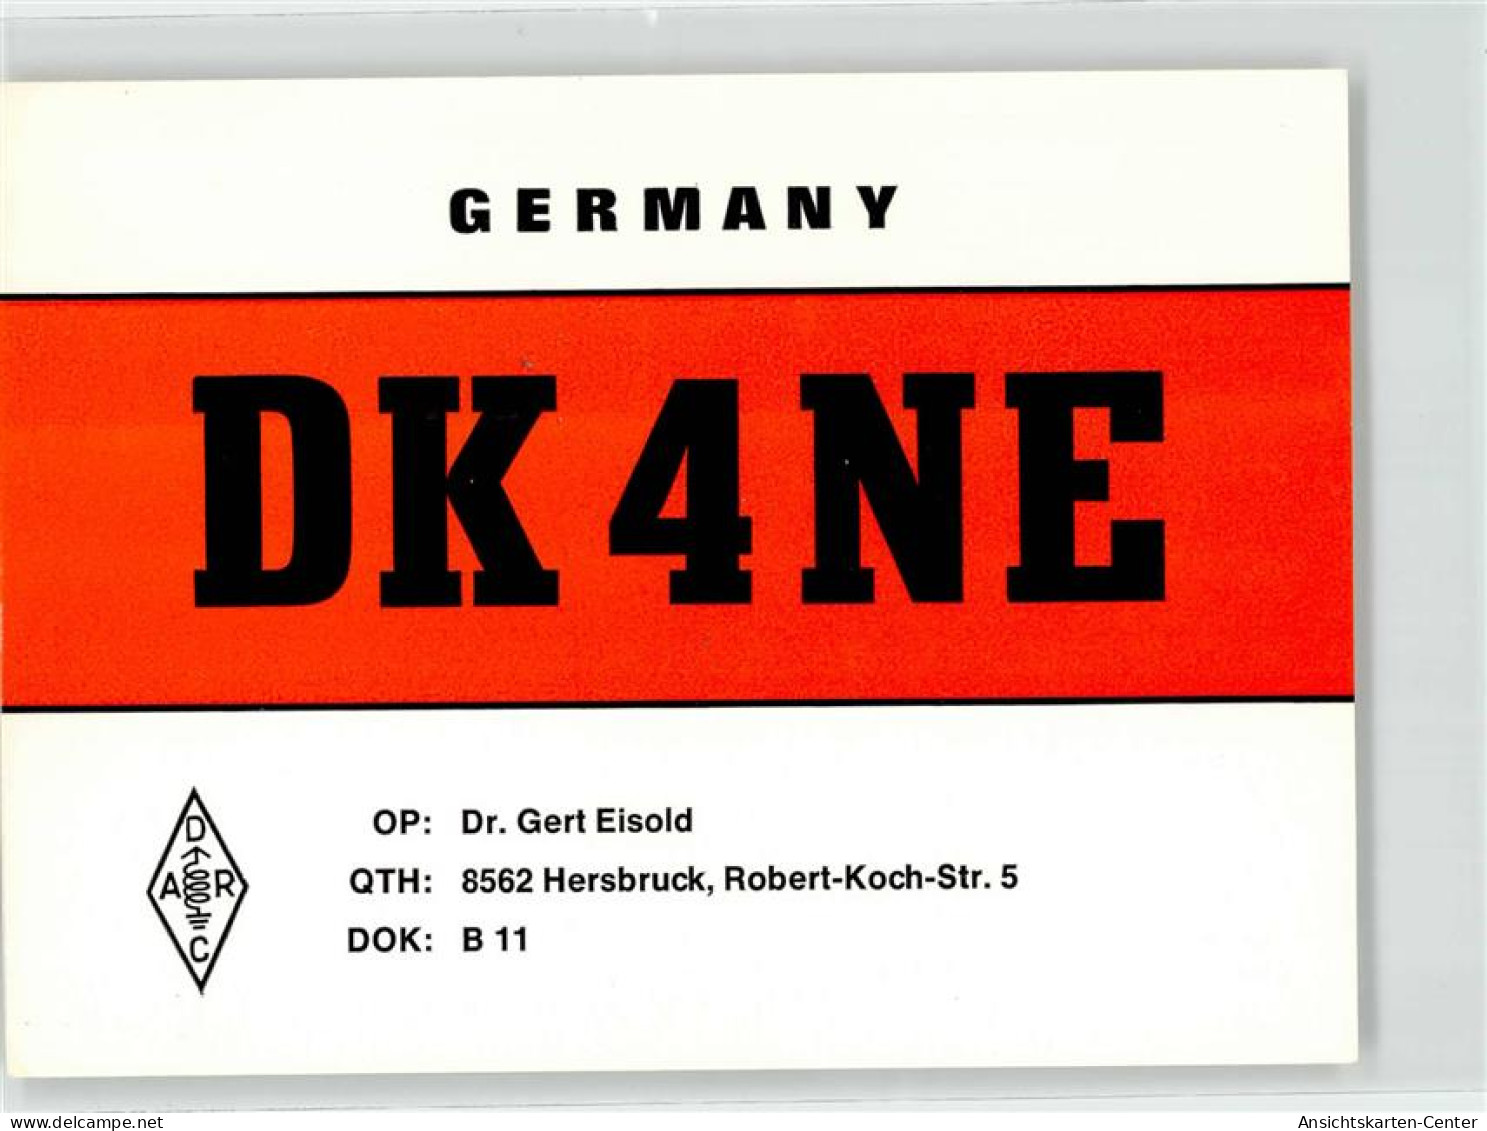 GERMANY
DK4NE
D
A R
C
OP: Dr. Gert Eisold
QTH: 8562 Hersbruck, Robert-Koch-Str. 5
DOK: B 11
www.delcampe.net
Ansichtskarten-Center